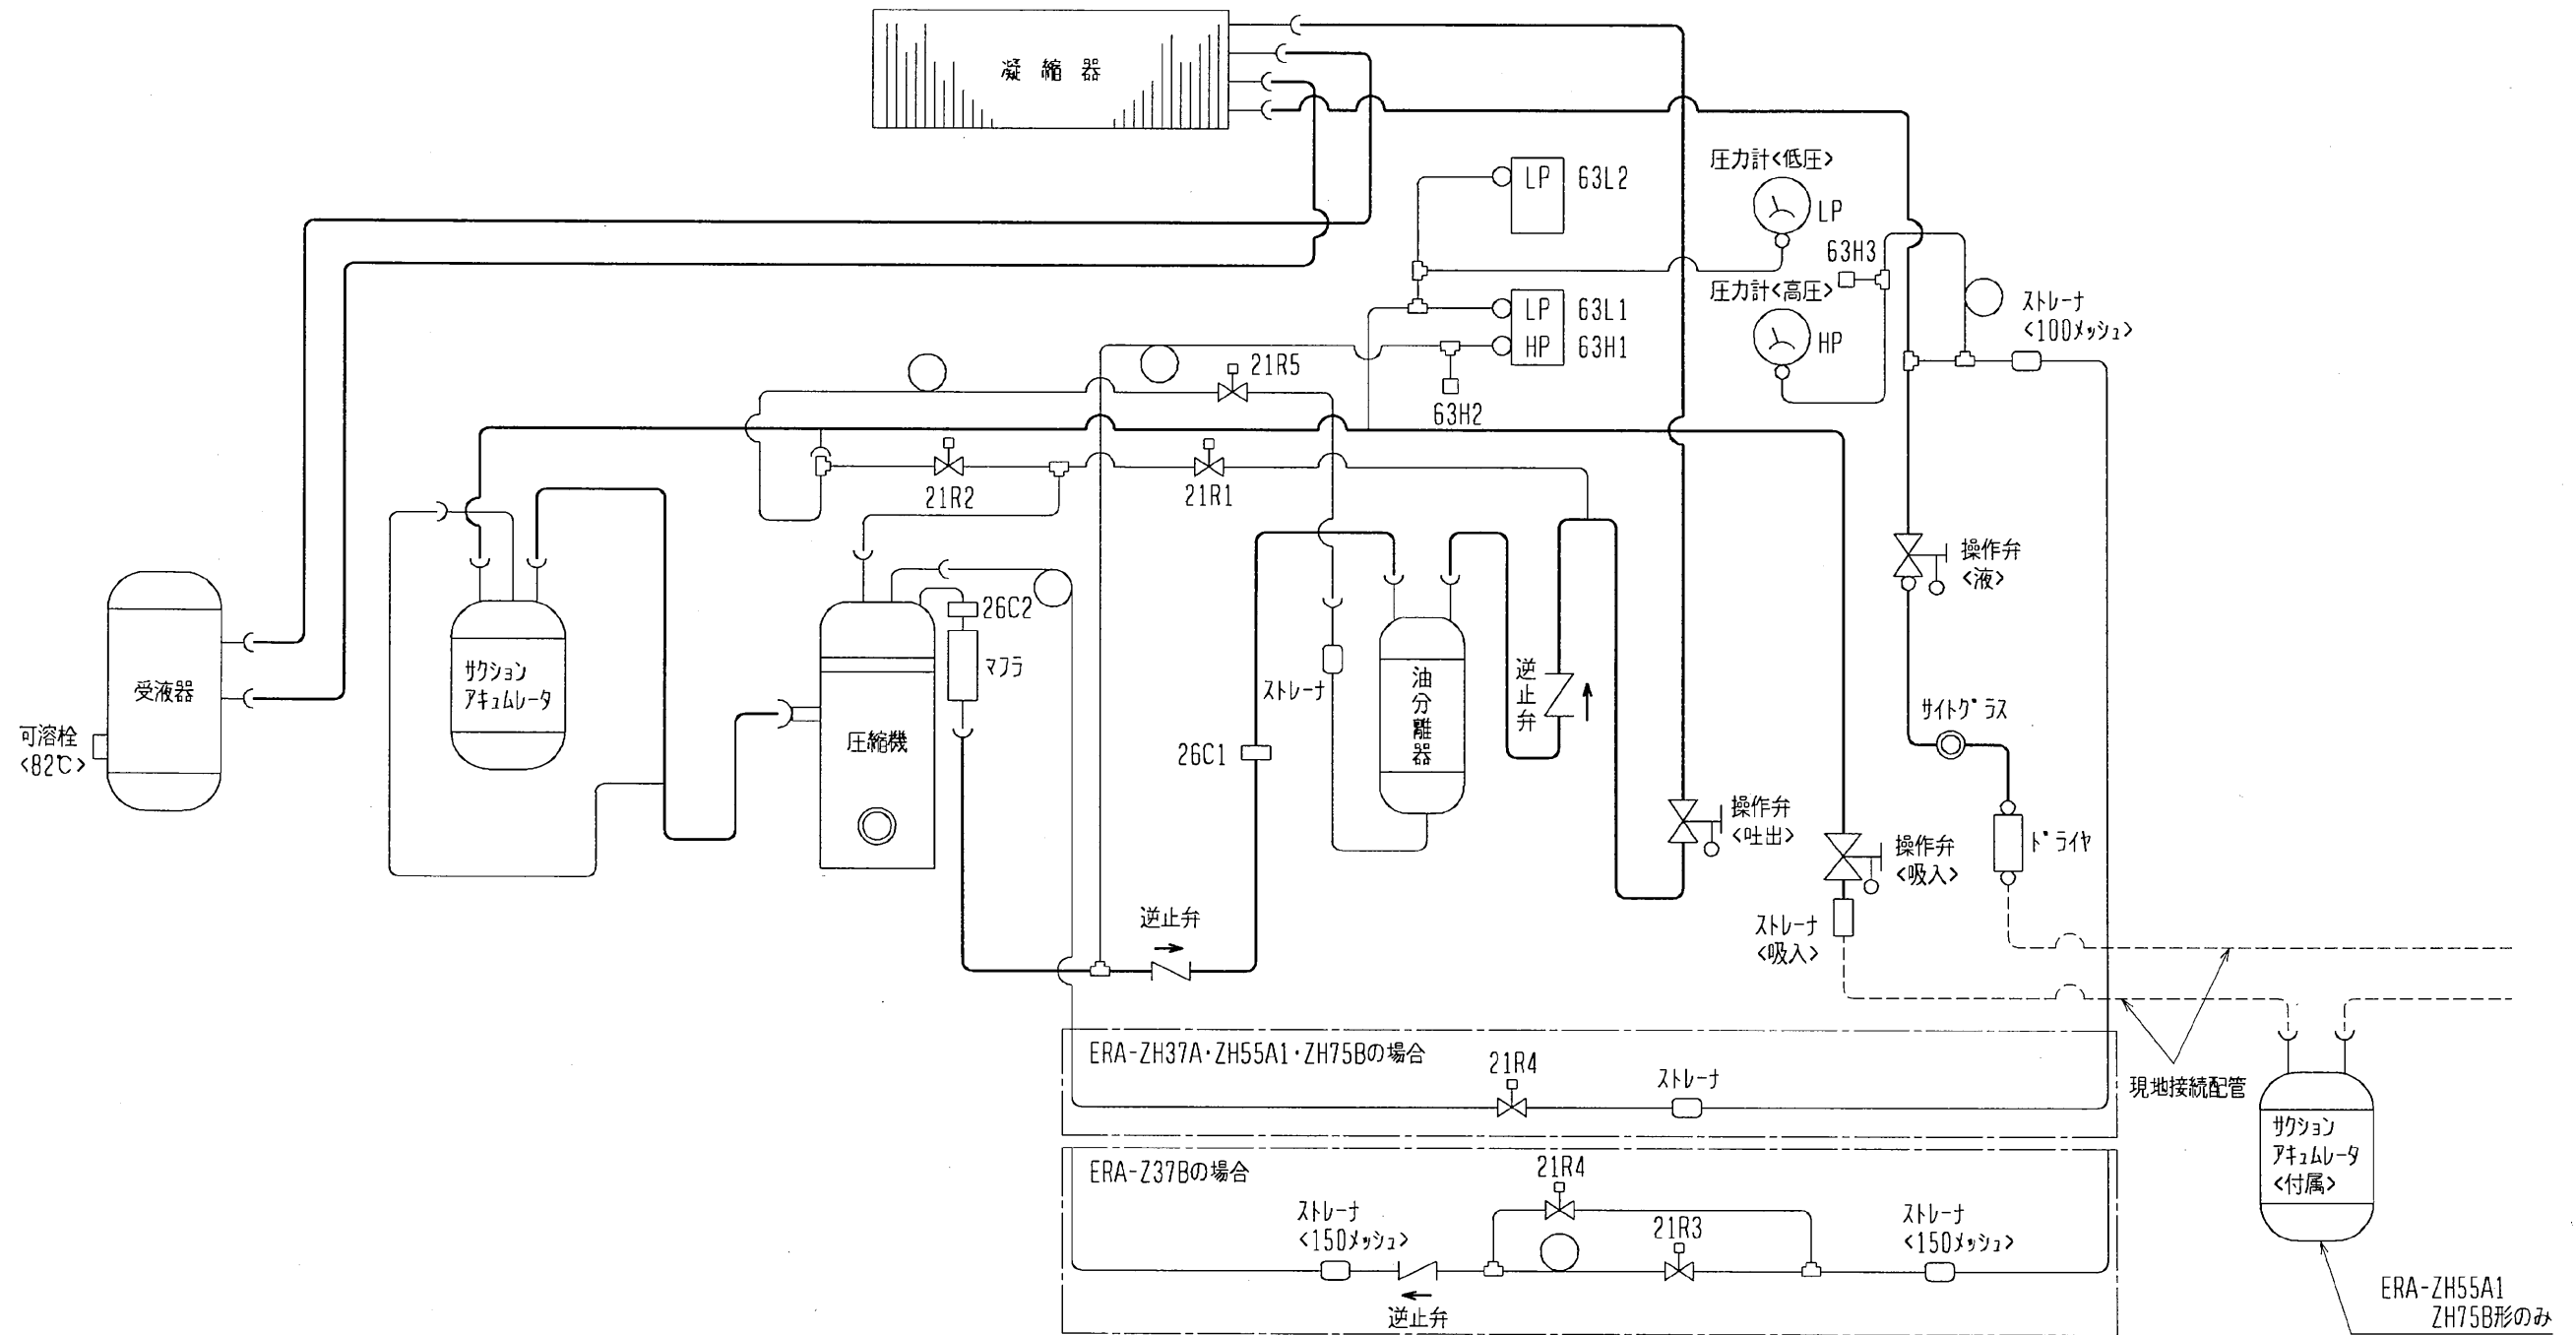 凝縮器
LP 63L2
圧力計<低圧>
LP
63H3
LP 63L1
HP 63H1
圧力計<高圧>
HP
ストレーナ
<100メッシュ>
21R5
63H2
21R2
21R1
操作弁
<液>
26C2
マフラ
サクション
アキュムレータ
受液器
可溶栓
<82℃>
圧縮機
ストレーナ
油分離器
逆止弁
26C1
サイトグラス
操作弁
<吐出>
操作弁
<吸入>
ドライヤ
逆止弁
ストレーナ
<吸入>
ERA-ZH37A・ZH55A1・ZH75Bの場合
21R4
ストレーナ
現地接続配管
サクション
アキュムレータ
<付属>
ERA-Z37Bの場合
21R4
ストレーナ
<150メッシュ>
21R3
ストレーナ
<150メッシュ>
逆止弁
ERA-ZH55A1
ZH75B形のみ